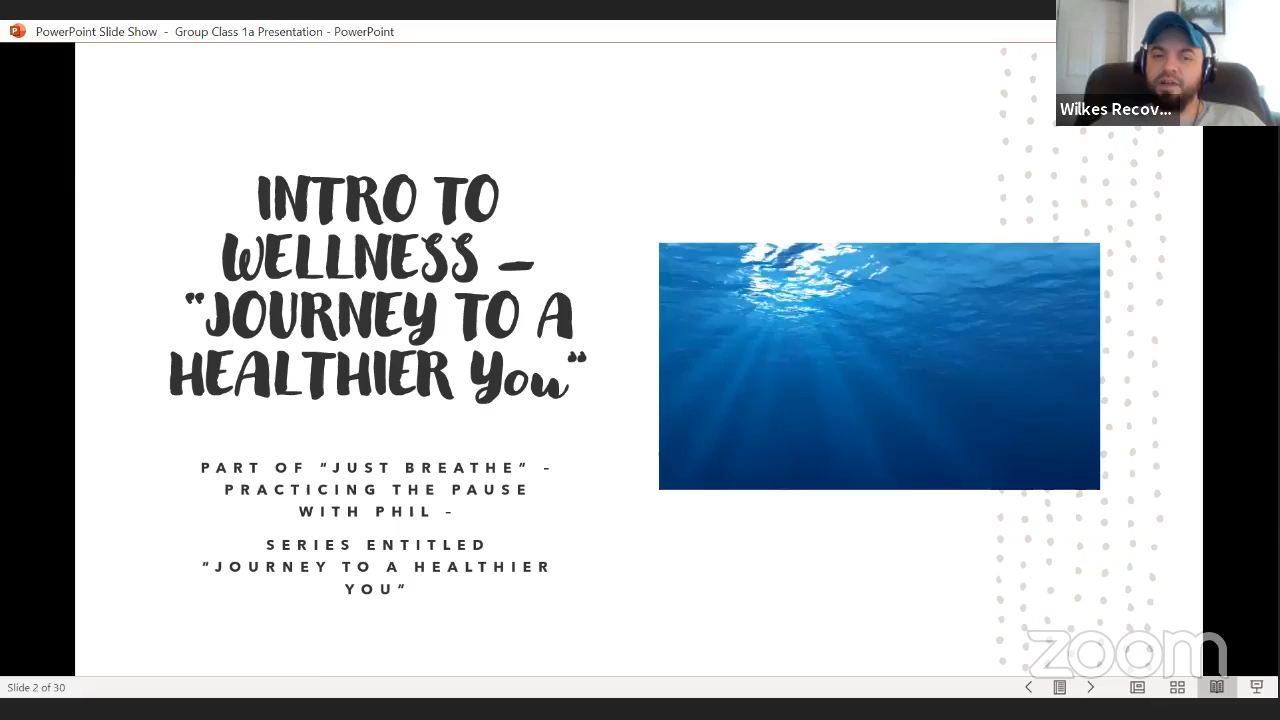 PowerPoint Slide Show - Group Class 1a Presentation - PowerPoint
Wilkes Recov...
INTRO TO
WELLNESS –
"JOURNEY TO A
HEALTHIER You"
PART OF "JUST BREATHE" -
PRACTICING THE PAUSE
WITH PHIL -
SERIES ENTITLED
"JOURNEY TO A HEALTHIER
YOU"
zoom
Slide 2 of 30